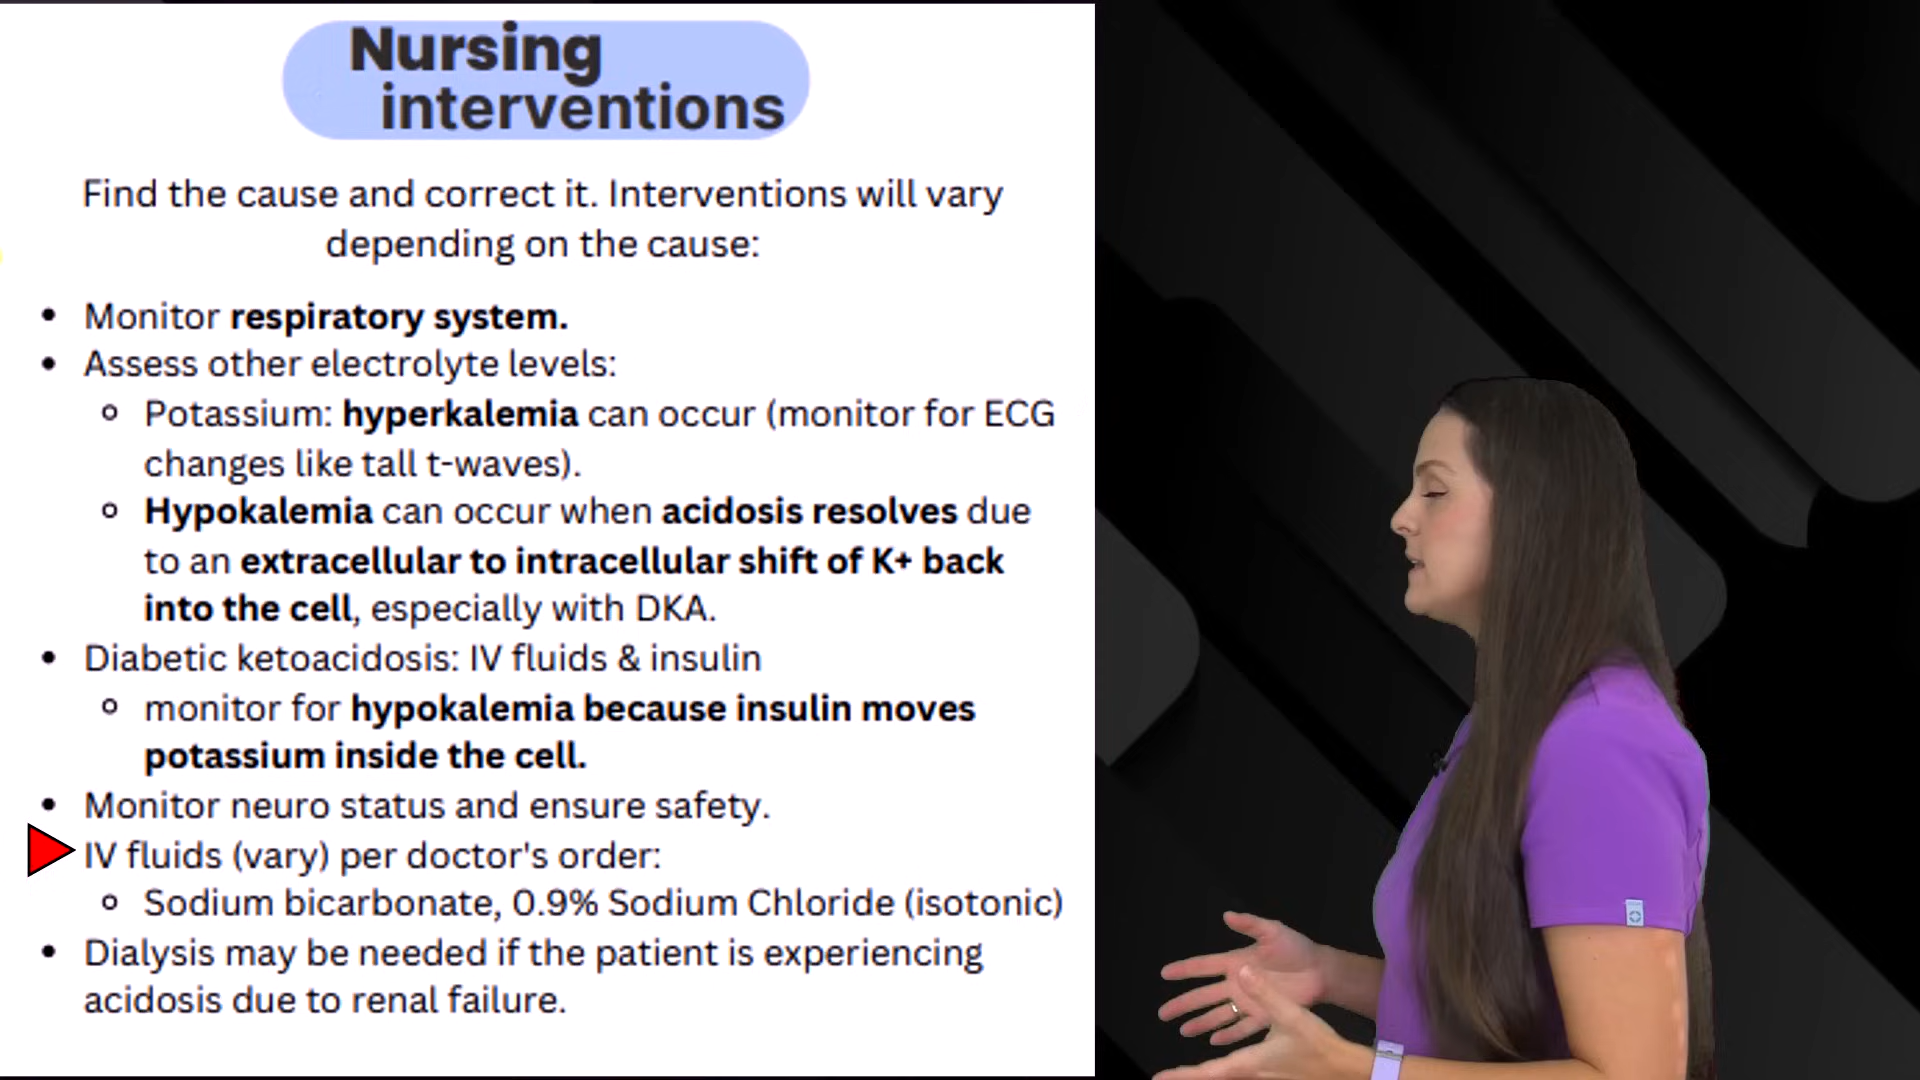 Nursing
interventions
Find the cause and correct it. Interventions will vary
depending on the cause:
• Monitor respiratory system.
• Assess other electrolyte levels:
○ Potassium: hyperkalemia can occur (monitor for ECG
changes like tall t-waves).
○ Hypokalemia can occur when acidosis resolves due
to an extracellular to intracellular shift of K+ back
into the cell, especially with DKA.
• Diabetic ketoacidosis: IV fluids & insulin
○ monitor for hypokalemia because insulin moves
potassium inside the cell.
• Monitor neuro status and ensure safety.
IV fluids (vary) per doctor's order:
○ Sodium bicarbonate, 0.9% Sodium Chloride (isotonic)
• Dialysis may be needed if the patient is experiencing
acidosis due to renal failure.